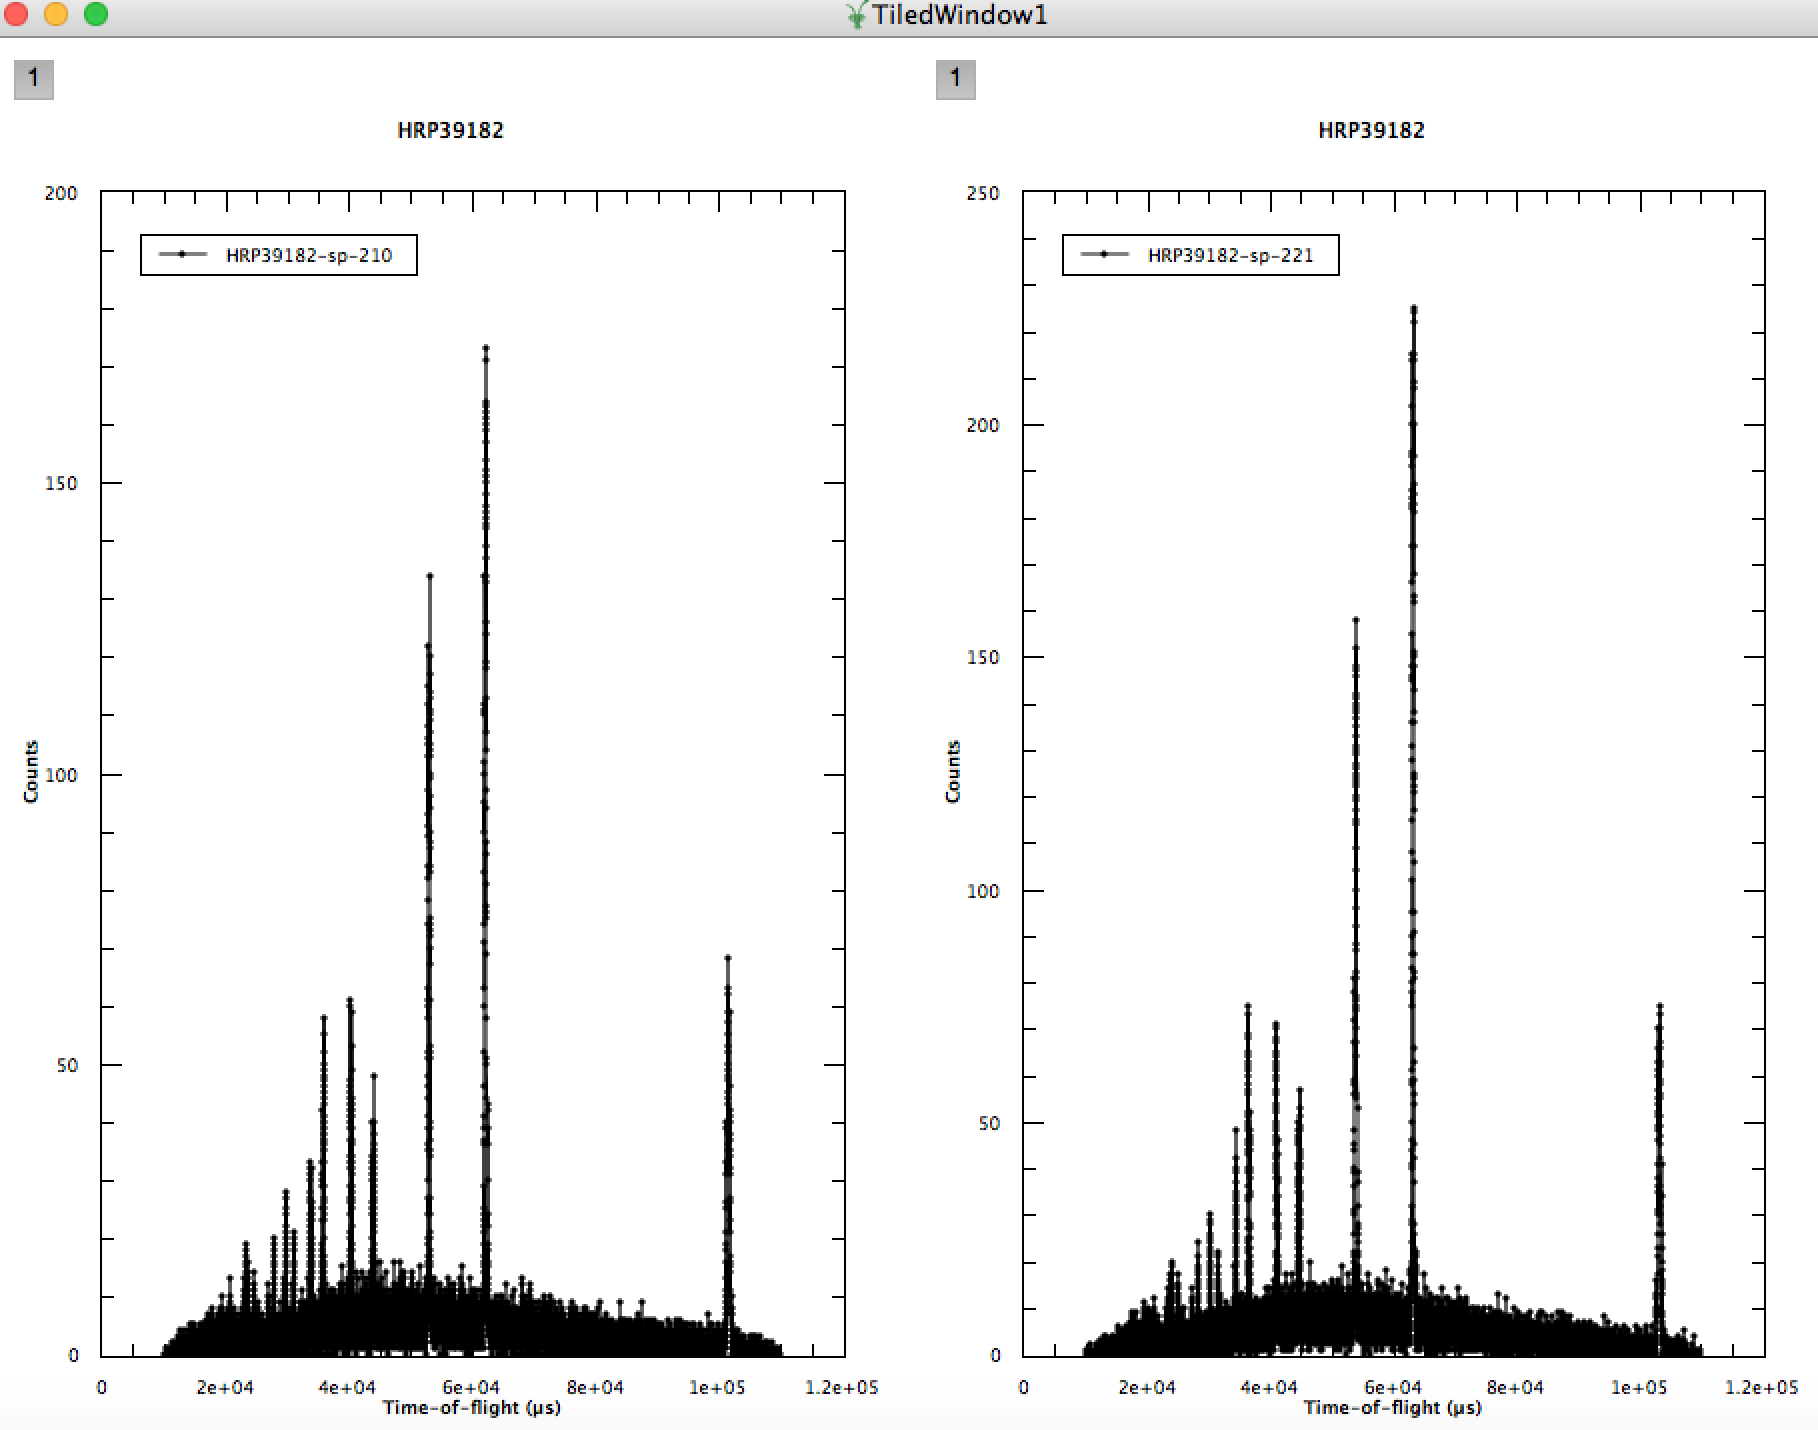 TiledWindow1
1
HRP39182
200
150
100
50
0
HRP39182-sp-210
Counts
0 2e+04 4e+04 6e+04 8e+04 1e+05 1.2e+05
Time-of-flight (μs)
1
HRP39182
250
200
150
100
50
0
HRP39182-sp-221
Counts
0 2e+04 4e+04 6e+04 8e+04 1e+05 1.2e+05
Time-of-flight (μs)